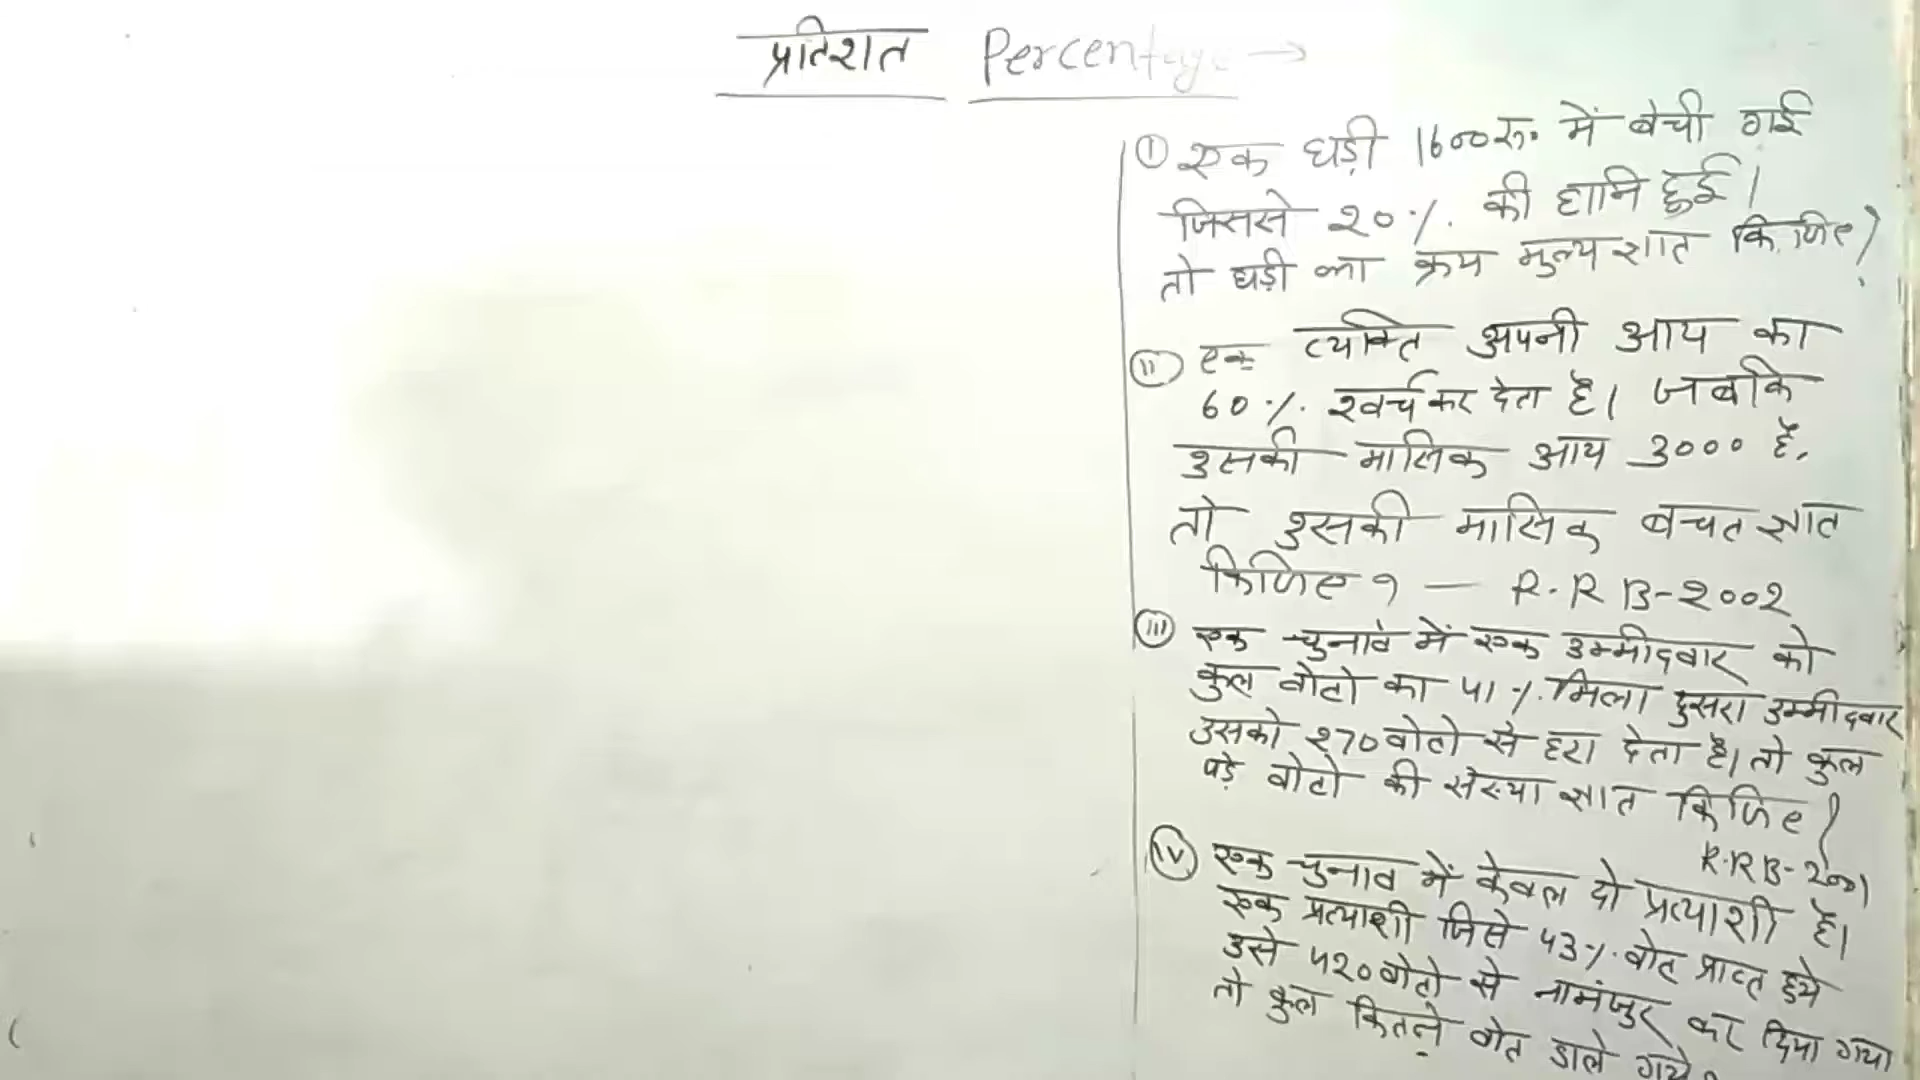 प्रतिशत Percentage →
① एक घड़ी 1600रु० में बेची गई
जिससे 20%. की हानि हुई।
तो घड़ी का क्रय मुल्य ज्ञात किजिए?
ii एक व्यक्ति अपनी आय का
60%. खर्च कर देता है। जबकि
उसकी मासिक आय 3000 है,
तो उसकी मासिक बचत ज्ञात
किजिए ? — R.R B-2002
iii एक चुनाव में एक उम्मीदवार को
कुल वोटो का 41%. मिला दुसरा उम्मीदवार
उसको 270 वोटो से हरा देता है। तो कुल
पड़े वोटो की संख्या ज्ञात किजिए?
R.R B-2001
iv एक चुनाव में केवल दो प्रत्याशी है।
एक प्रत्याशी जिसे 43%. वोट प्राप्त हुये
उसे 420 वोटो से नामंजुर कर दिया गया
तो कुल कितने वोत डाले गये?